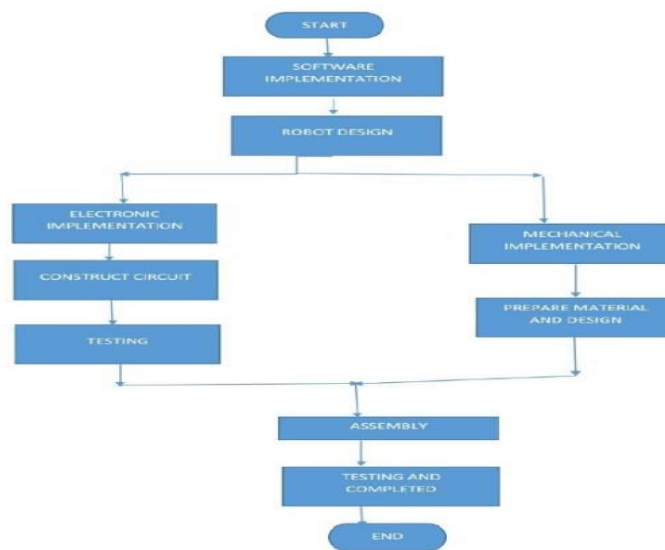 START
SOFTWARE
IMPLEMENTATION
ROBOT DESIGN
ELECTRONIC
IMPLEMENTATION
MECHANICAL
IMPLEMENTATION
CONSTRUCT CIRCUIT
PREPARE MATERIAL
AND DESIGN
TESTING
ASSEMBLY
TESTING AND
COMPLETED
END